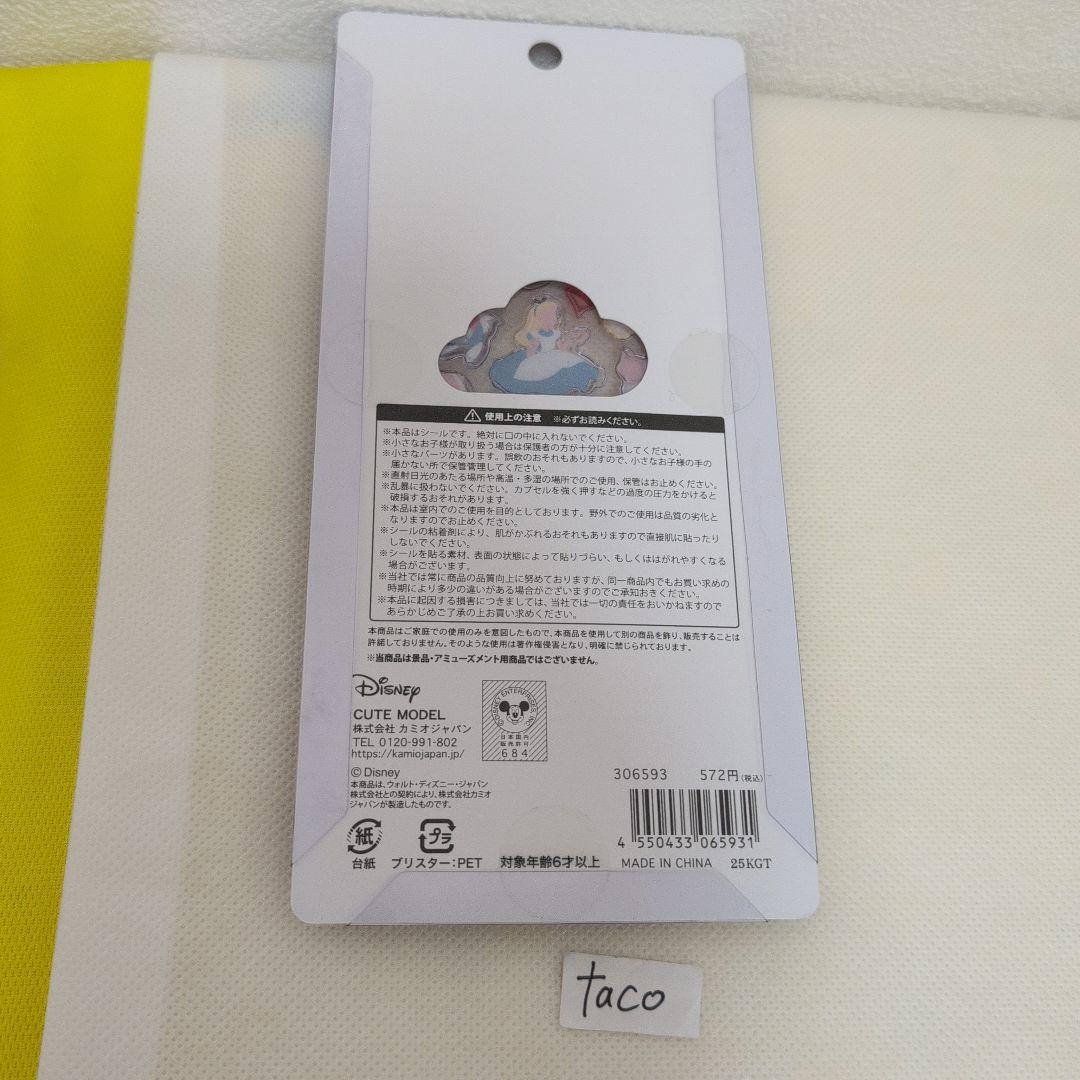 ⚠ 使用上の注意 ※必ずお読みください。
※本品はシールです。絶対に口の中に入れないでください。
※小さなお子様が取り扱う場合は保護者の方が十分に注意してください。
※小さなパーツがあります。誤飲のおそれもありますので、小さなお子様の手の
届かない所で保管管理してください。
※直射日光のあたる場所や高温・多湿の場所でのご使用、保管はお止めください。
※乱暴に扱わないでください。カプセルを強く押すなどの過度の圧力をかけると
破損するおそれがあります。
※本品は室内でのご使用を目的としております。野外でのご使用は品質の劣化と
なりますのでお止めください。
※シールの粘着剤により、肌がかぶれるおそれもありますので直接肌に貼ったり
しないでください。
※シールを貼る素材、表面の状態によって貼りづらい、もしくははがれやすくなる
場合がございます。
※当社では常に商品の品質向上に努めておりますが、同一商品内でもお買い求めの
時期により多少の違いがある場合がございますのでご承知おきください。
※本品に起因する損害につきましては、当社では一切の責任をおいかねますので
あらかじめご了承の上お買い求めください。
本商品はご家庭での使用のみを意図したもので、本商品を使用して別の商品を飾り、販売することは
許諾しておりません。そのような使用は著作権侵害となり、明確に禁じられております。
※当商品は景品・アミューズメント用商品ではございません。
Disney
CUTE MODEL
株式会社 カミオジャパン
TEL 0120-991-802
https://kamiojapan.jp/
© DISNEY ENTERPRISES INC.
日本国内
販売許可
684
© Disney
本商品は、ウォルト・ディズニー・ジャパン
株式会社との契約により、株式会社カミオ
ジャパンが製造したものです。
306593 572円(税込)
4 550433 065931
紙
台紙
プラ
ブリスター:PET
対象年齢6才以上
MADE IN CHINA 25KGT
taco